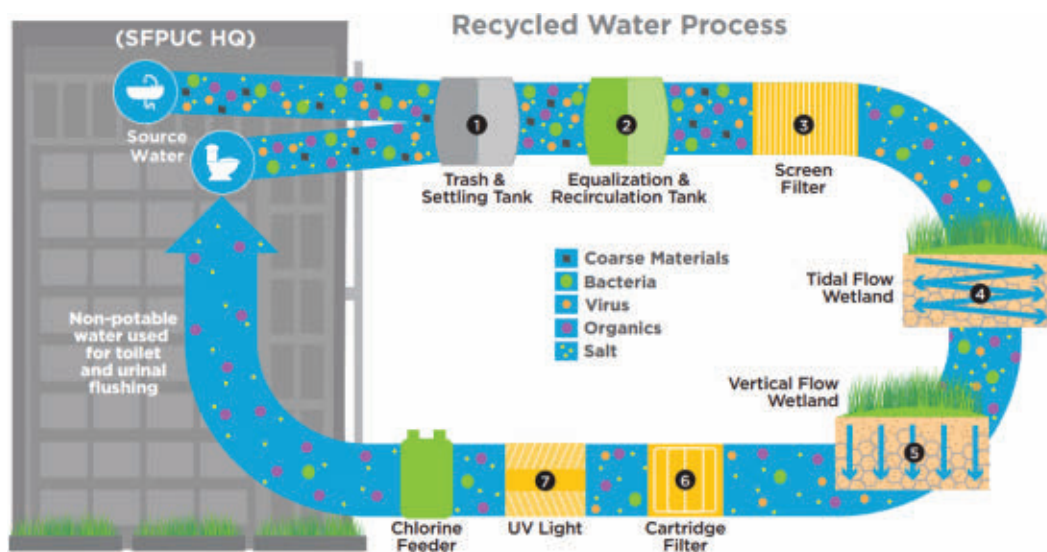 Recycled Water Process
(SFPUC HQ)
Source
Water
1
Trash &
Settling Tank
2
Equalization &
Recirculation Tank
3
Screen
Filter
Coarse Materials
Bacteria
Virus
Organics
Salt
Tidal Flow
Wetland
4
Vertical Flow
Wetland
5
6
Cartridge
Filter
7
UV Light
Chlorine
Feeder
Non-potable
water used
for toilet
and urinal
flushing